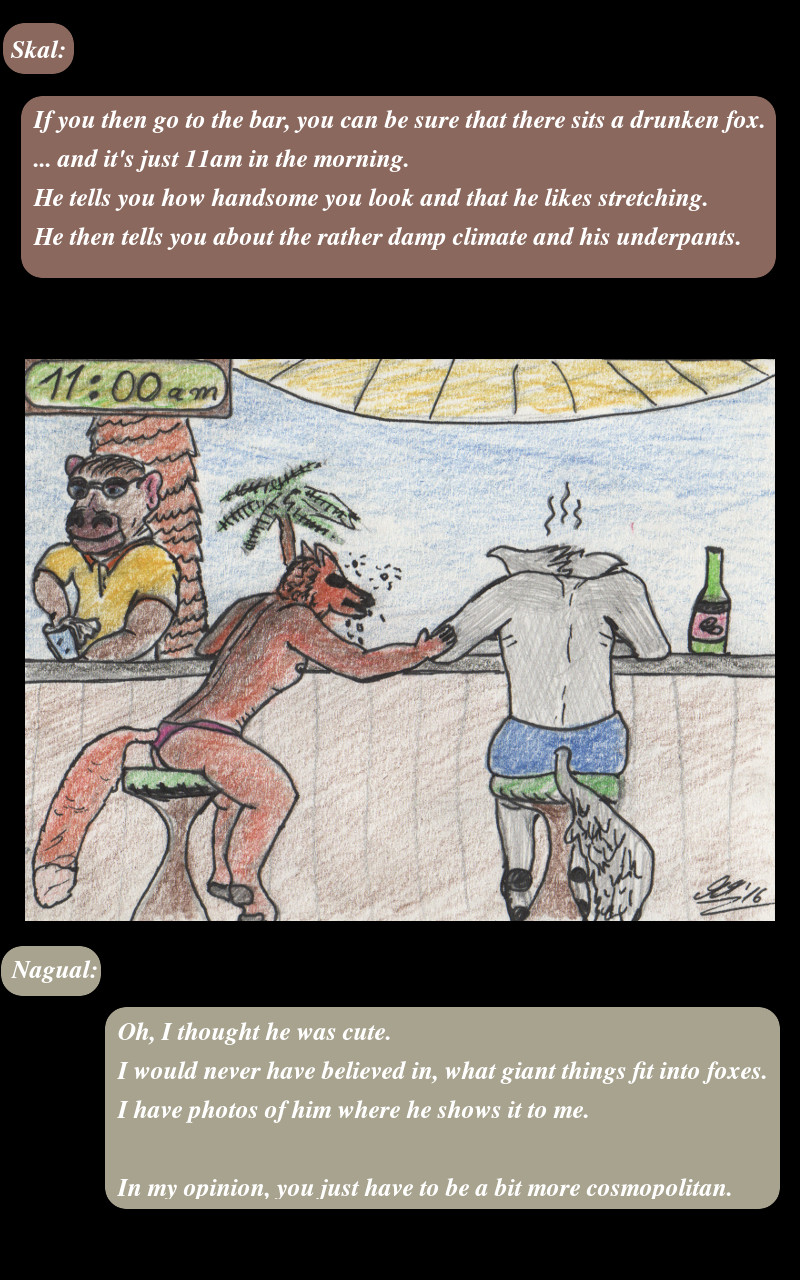 Skal:
If you then go to the bar, you can be sure that there sits a drunken fox.
... and it's just 11am in the morning.
He tells you how handsome you look and that he likes stretching.
He then tells you about the rather damp climate and his underpants.
11:00am
Nagual:
Oh, I thought he was cute.
I would never have believed in, what giant things fit into foxes.
I have photos of him where he shows it to me.
In my opinion, you just have to be a bit more cosmopolitan.